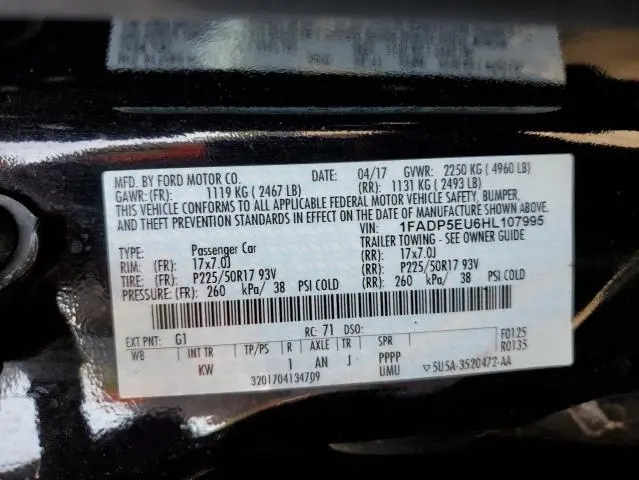 MFD. BY FORD MOTOR CO. DATE: 04/17 GVWR: 2250 KG ( 4960 LB)
GAWR:(FR): 1119 KG ( 2467 LB) (RR): 1131 KG ( 2493 LB)
THIS VEHICLE CONFORMS TO ALL APPLICABLE FEDERAL MOTOR VEHICLE SAFETY, BUMPER,
AND THEFT PREVENTION STANDARDS IN EFFECT ON THE DATE OF MANUFACTURE SHOWN ABOVE.
VIN: 1FADP5EU6HL107995
TYPE: Passenger Car TRAILER TOWING - SEE OWNER GUIDE
RIM: (FR): 17x7.0J (RR): 17x7.0J
TIRE: (FR): P225/50R17 93V (RR): P225/50R17 93V
PRESSURE:(FR): 260 kPa/ 38 PSI COLD (RR): 260 kPa/ 38 PSI COLD
EXT PNT: G1 RC: 71 DSO: F0125
WB INT TR TP/PS R AXLE TR SPR R0135
KW 1 AN J PPPP
UMU
3201704134709 5U5A-3520472-AA